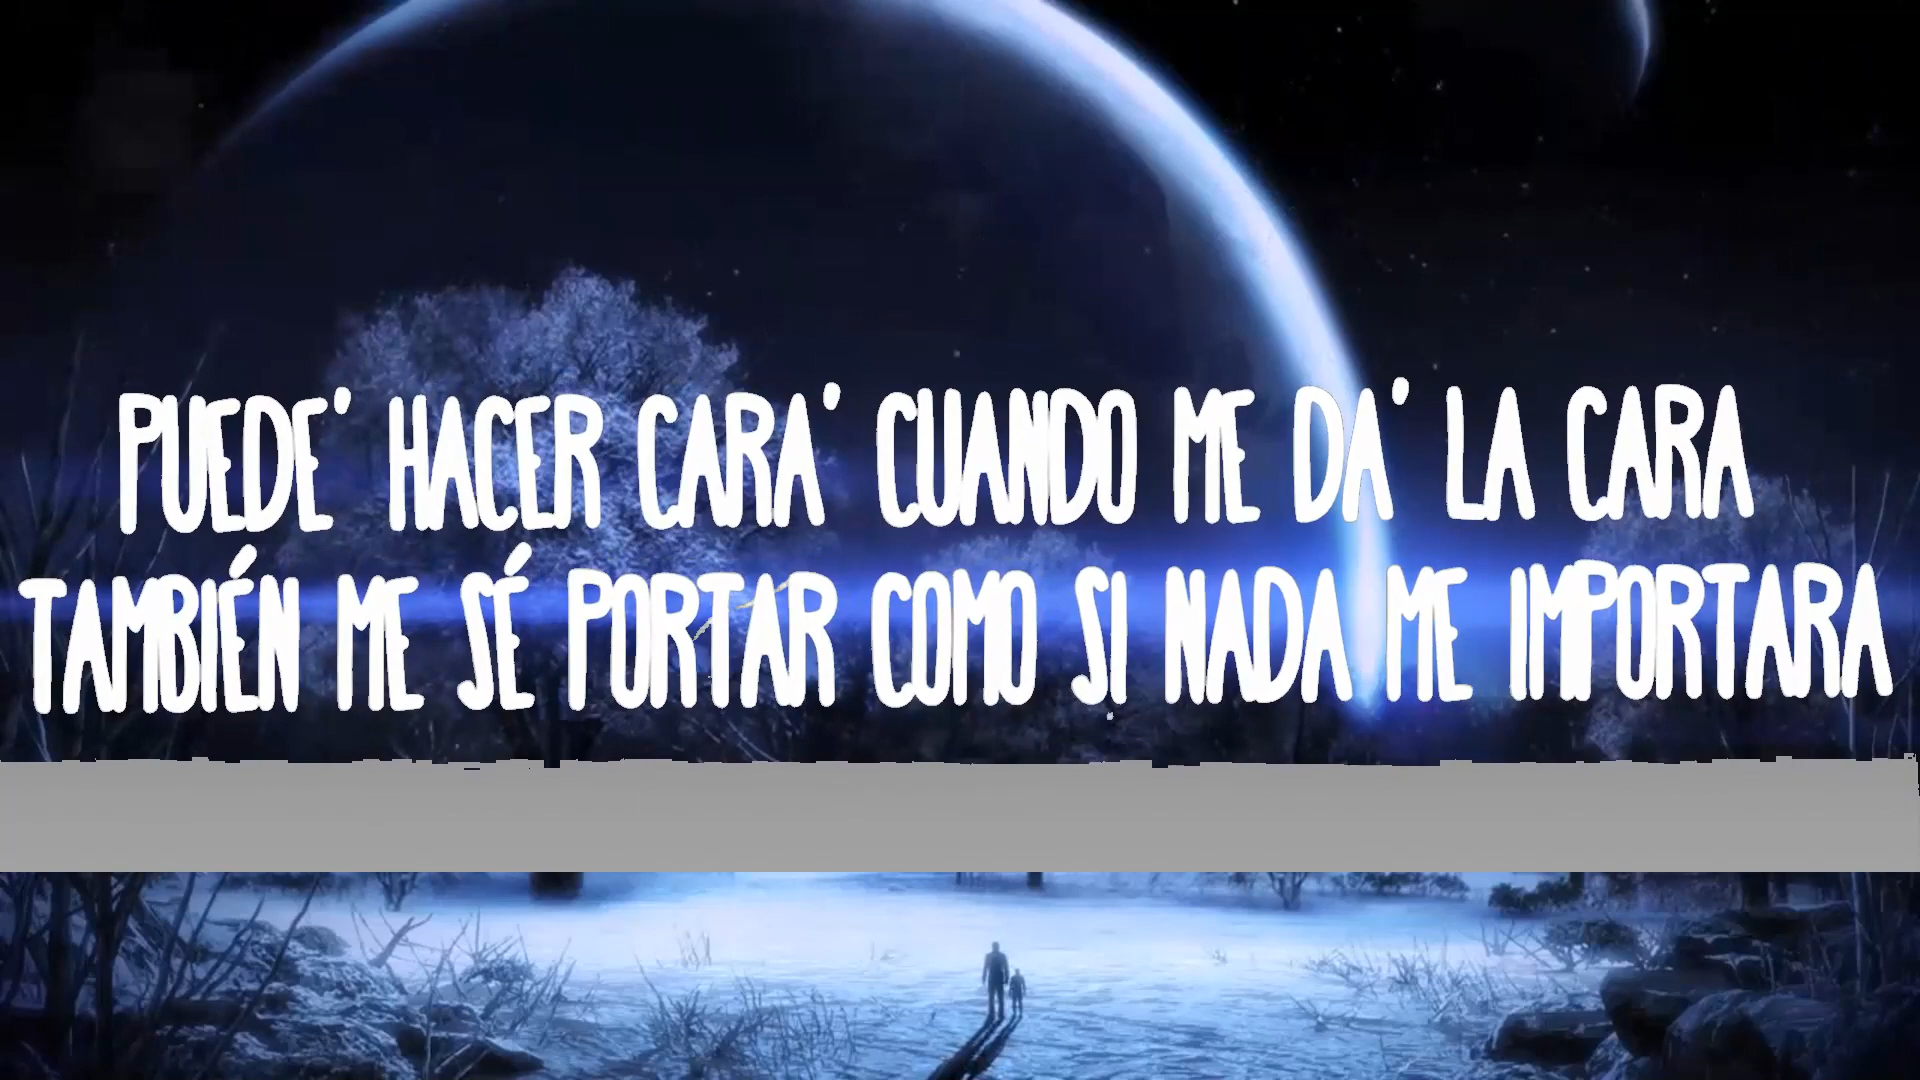 PUEDE' HACER CARA' CUANDO ME DA' LA CARA
TAMBIÉN ME SÉ PORTAR COMO SI NADA ME IMPORTARA